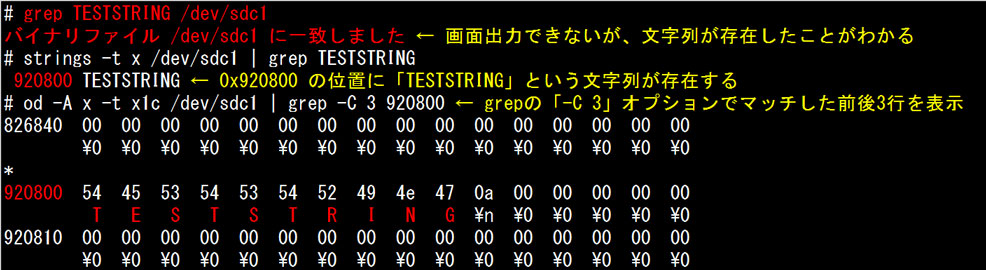 # grep TESTSTRING /dev/sdc1
バイナリファイル /dev/sdc1 に一致しました ← 画面出力できないが、文字列が存在したことがわかる
# strings -t x /dev/sdc1 | grep TESTSTRING
920800 TESTSTRING ← 0x920800 の位置に「TESTSTRING」という文字列が存在する
# od -A x -t x1c /dev/sdc1 | grep -C 3 920800 ← grepの「-C 3」オプションでマッチした前後3行を表示
826840 00 00 00 00 00 00 00 00 00 00 00 00 00 00 00 00
¥0 ¥0 ¥0 ¥0 ¥0 ¥0 ¥0 ¥0 ¥0 ¥0 ¥0 ¥0 ¥0 ¥0 ¥0 ¥0
*
920800 54 45 53 54 53 54 52 49 4e 47 0a 00 00 00 00 00
T E S T S T R I N G ¥n ¥0 ¥0 ¥0 ¥0 ¥0
920810 00 00 00 00 00 00 00 00 00 00 00 00 00 00 00 00
¥0 ¥0 ¥0 ¥0 ¥0 ¥0 ¥0 ¥0 ¥0 ¥0 ¥0 ¥0 ¥0 ¥0 ¥0 ¥0